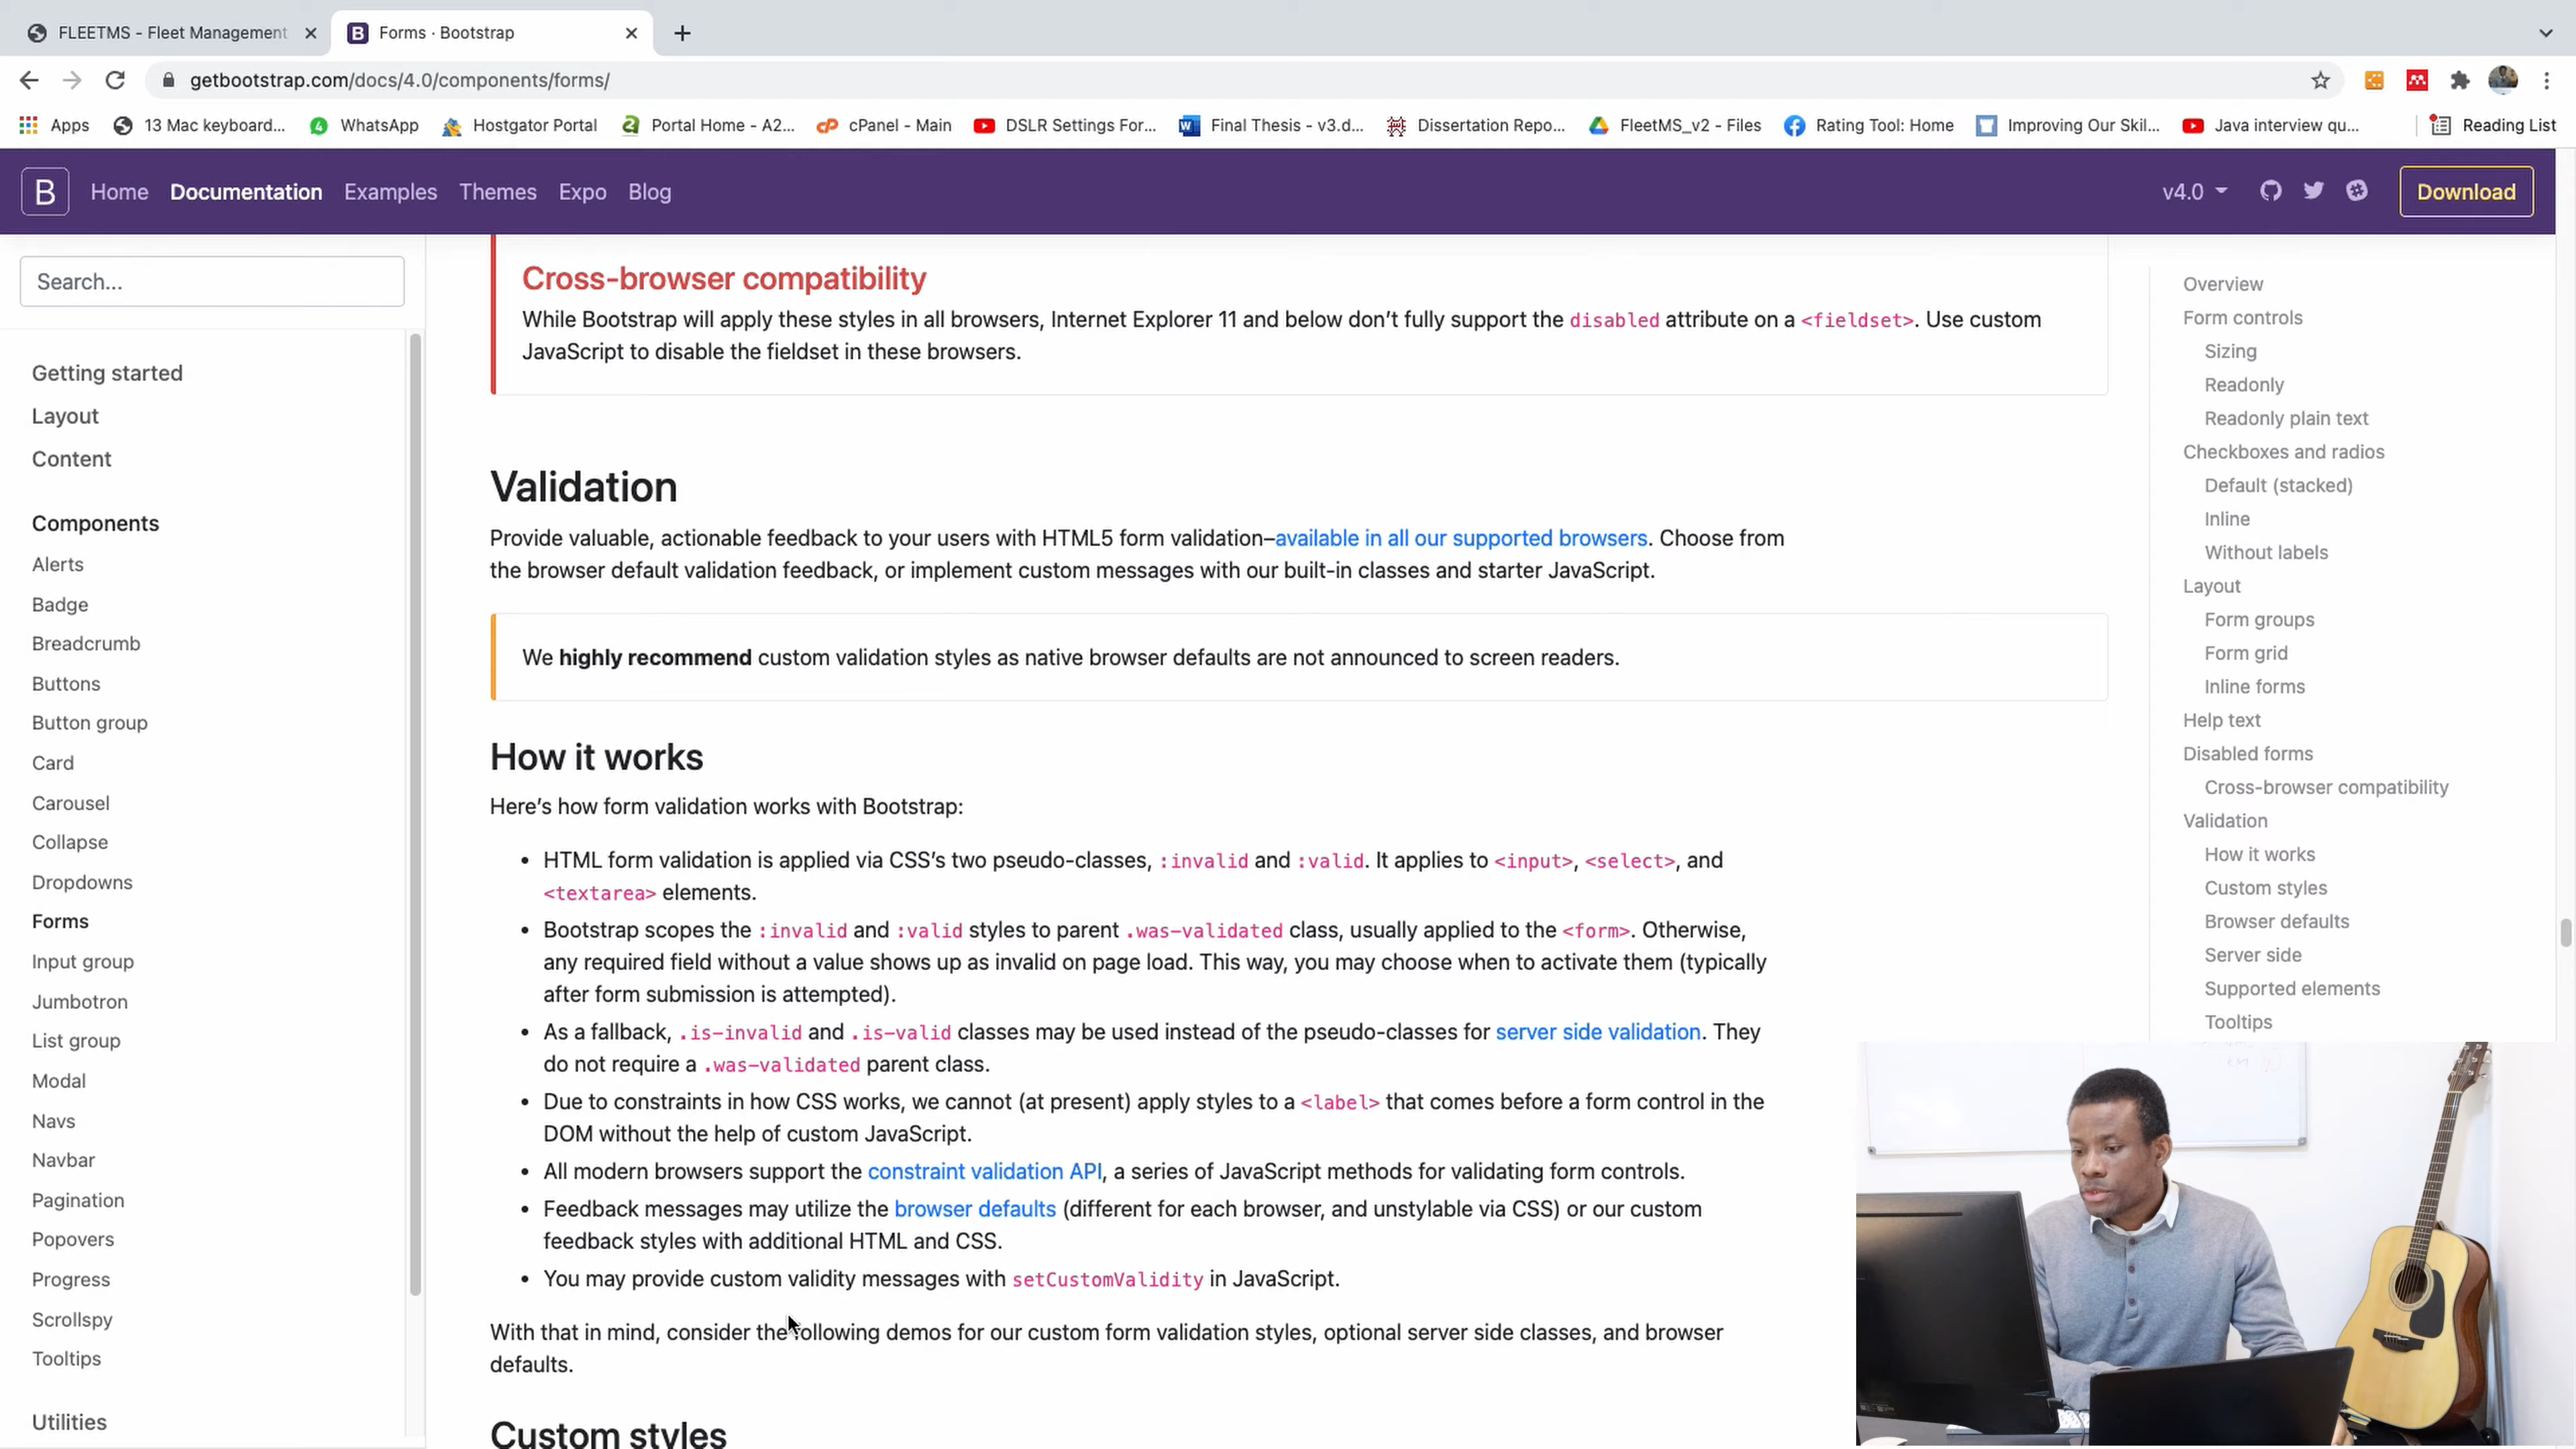 FLEETMS - Fleet Management
Forms · Bootstrap
getbootstrap.com/docs/4.0/components/forms/
Apps
13 Mac keyboard...
4
WhatsApp
Hostgator Portal
Portal Home - A2...
cP
cPanel - Main
DSLR Settings For...
Final Thesis - v3.d...
Dissertation Repo...
FleetMS_v2 - Files
Rating Tool: Home
Improving Our Skil...
Java interview qu...
Reading List
B
Home
Documentation
Examples
Themes
Expo
Blog
v4.0
Download
Search...
Getting started
Layout
Content
Components
Alerts
Badge
Breadcrumb
Buttons
Button group
Card
Carousel
Collapse
Dropdowns
Forms
Input group
Jumbotron
List group
Modal
Navs
Navbar
Pagination
Popovers
Progress
Scrollspy
Tooltips
Utilities
Cross-browser compatibility
While Bootstrap will apply these styles in all browsers, Internet Explorer 11 and below don’t fully support the disabled attribute on a <fieldset>. Use custom
JavaScript to disable the fieldset in these browsers.
Validation
Provide valuable, actionable feedback to your users with HTML5 form validation–available in all our supported browsers. Choose from
the browser default validation feedback, or implement custom messages with our built-in classes and starter JavaScript.
We highly recommend custom validation styles as native browser defaults are not announced to screen readers.
How it works
Here’s how form validation works with Bootstrap:
• HTML form validation is applied via CSS’s two pseudo-classes, :invalid and :valid. It applies to <input>, <select>, and
<textarea> elements.
• Bootstrap scopes the :invalid and :valid styles to parent .was-validated class, usually applied to the <form>. Otherwise,
any required field without a value shows up as invalid on page load. This way, you may choose when to activate them (typically
after form submission is attempted).
• As a fallback, .is-invalid and .is-valid classes may be used instead of the pseudo-classes for server side validation. They
do not require a .was-validated parent class.
• Due to constraints in how CSS works, we cannot (at present) apply styles to a <label> that comes before a form control in the
DOM without the help of custom JavaScript.
• All modern browsers support the constraint validation API, a series of JavaScript methods for validating form controls.
• Feedback messages may utilize the browser defaults (different for each browser, and unstylable via CSS) or our custom
feedback styles with additional HTML and CSS.
• You may provide custom validity messages with setCustomValidity in JavaScript.
With that in mind, consider the following demos for our custom form validation styles, optional server side classes, and browser
defaults.
Custom styles
Overview
Form controls
Sizing
Readonly
Readonly plain text
Checkboxes and radios
Default (stacked)
Inline
Without labels
Layout
Form groups
Form grid
Inline forms
Help text
Disabled forms
Cross-browser compatibility
Validation
How it works
Custom styles
Browser defaults
Server side
Supported elements
Tooltips